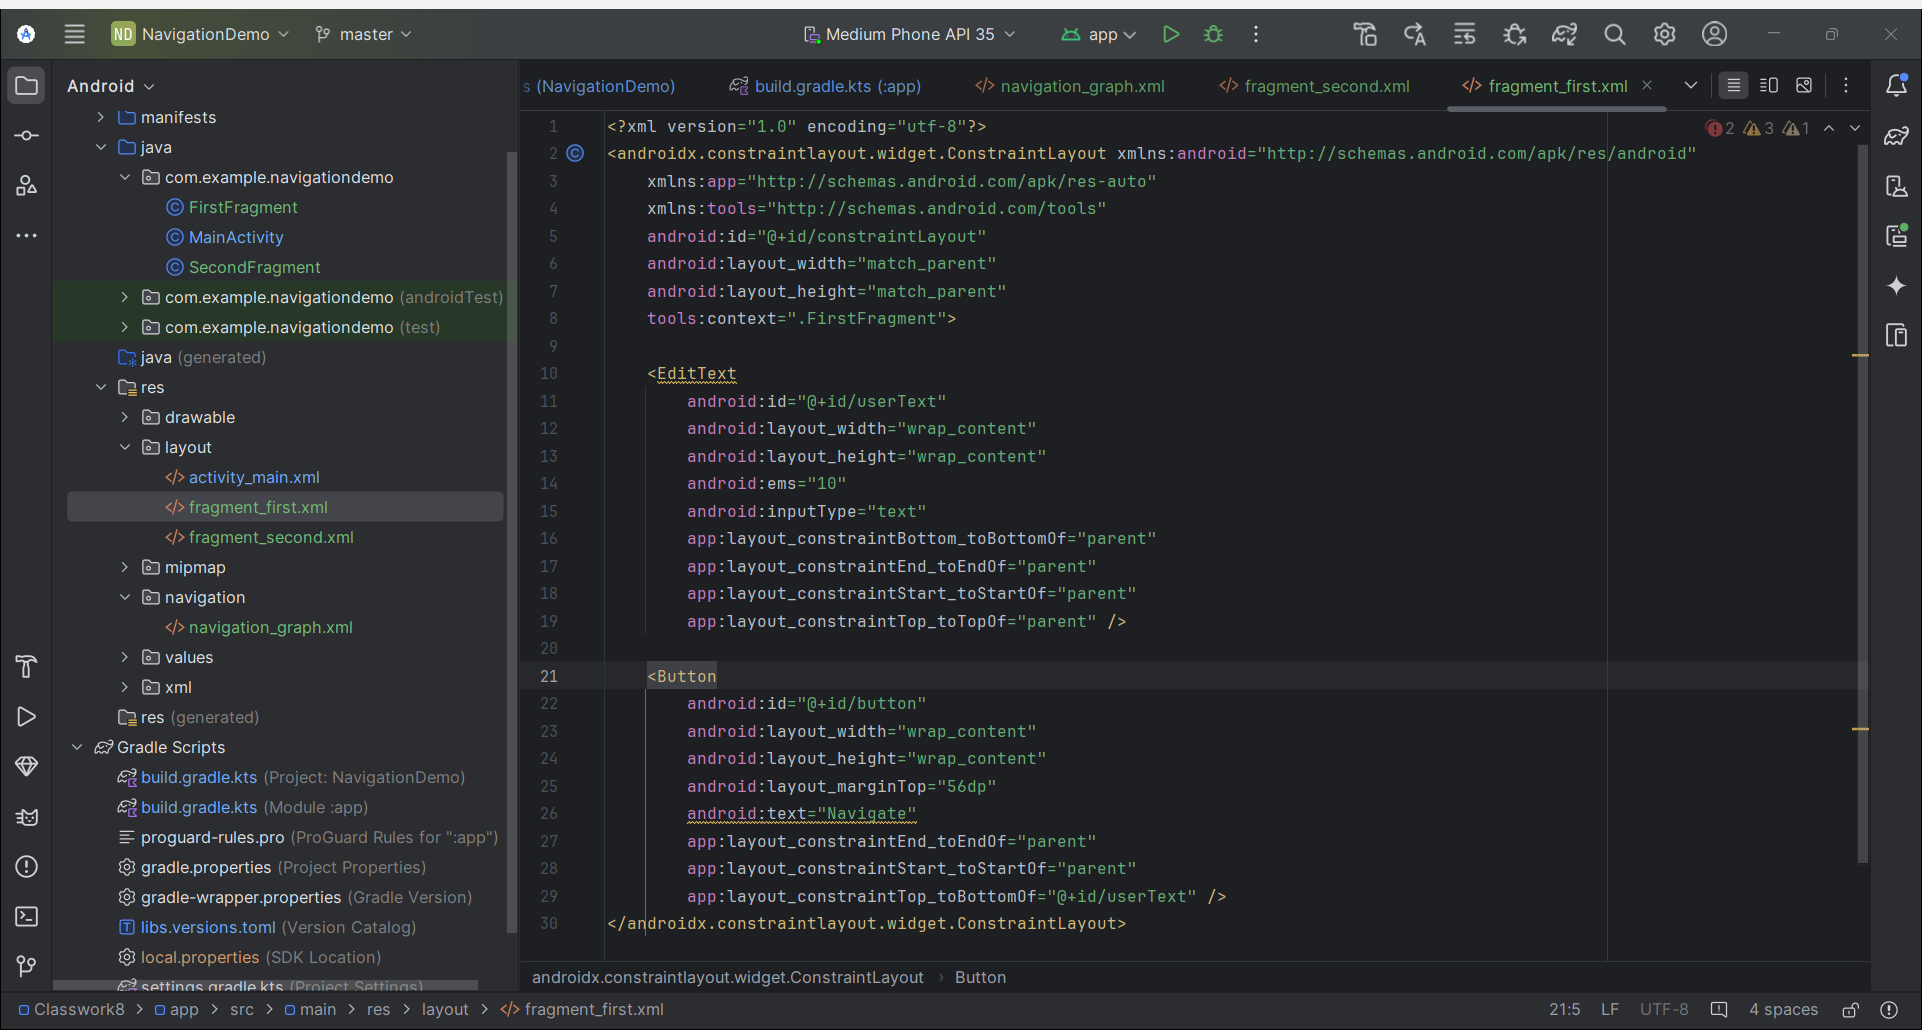 ND NavigationDemo master Medium Phone API 35 app
Android
manifests
java
com.example.navigationdemo
FirstFragment
MainActivity
SecondFragment
com.example.navigationdemo (androidTest)
com.example.navigationdemo (test)
java (generated)
res
drawable
layout
activity_main.xml
fragment_first.xml
fragment_second.xml
mipmap
navigation
navigation_graph.xml
values
xml
res (generated)
Gradle Scripts
build.gradle.kts (Project: NavigationDemo)
build.gradle.kts (Module :app)
proguard-rules.pro (ProGuard Rules for ":app")
gradle.properties (Project Properties)
gradle-wrapper.properties (Gradle Version)
libs.versions.toml (Version Catalog)
local.properties (SDK Location)
settings.gradle.kts (Project Settings)
s (NavigationDemo) build.gradle.kts (:app) navigation_graph.xml fragment_second.xml fragment_first.xml
2 3 1
1 <?xml version="1.0" encoding="utf-8"?>
2 <androidx.constraintlayout.widget.ConstraintLayout xmlns:android="http://schemas.android.com/apk/res/android"
3 xmlns:app="http://schemas.android.com/apk/res-auto"
4 xmlns:tools="http://schemas.android.com/tools"
5 android:id="@+id/constraintLayout"
6 android:layout_width="match_parent"
7 android:layout_height="match_parent"
8 tools:context=".FirstFragment">
9
10 <EditText
11 android:id="@+id/userText"
12 android:layout_width="wrap_content"
13 android:layout_height="wrap_content"
14 android:ems="10"
15 android:inputType="text"
16 app:layout_constraintBottom_toBottomOf="parent"
17 app:layout_constraintEnd_toEndOf="parent"
18 app:layout_constraintStart_toStartOf="parent"
19 app:layout_constraintTop_toTopOf="parent" />
20
21 <Button
22 android:id="@+id/button"
23 android:layout_width="wrap_content"
24 android:layout_height="wrap_content"
25 android:layout_marginTop="56dp"
26 android:text="Navigate"
27 app:layout_constraintEnd_toEndOf="parent"
28 app:layout_constraintStart_toStartOf="parent"
29 app:layout_constraintTop_toBottomOf="@+id/userText" />
30 </androidx.constraintlayout.widget.ConstraintLayout>
androidx.constraintlayout.widget.ConstraintLayout › Button
Classwork8 > app > src > main > res > layout > fragment_first.xml 21:5 LF UTF-8 4 spaces